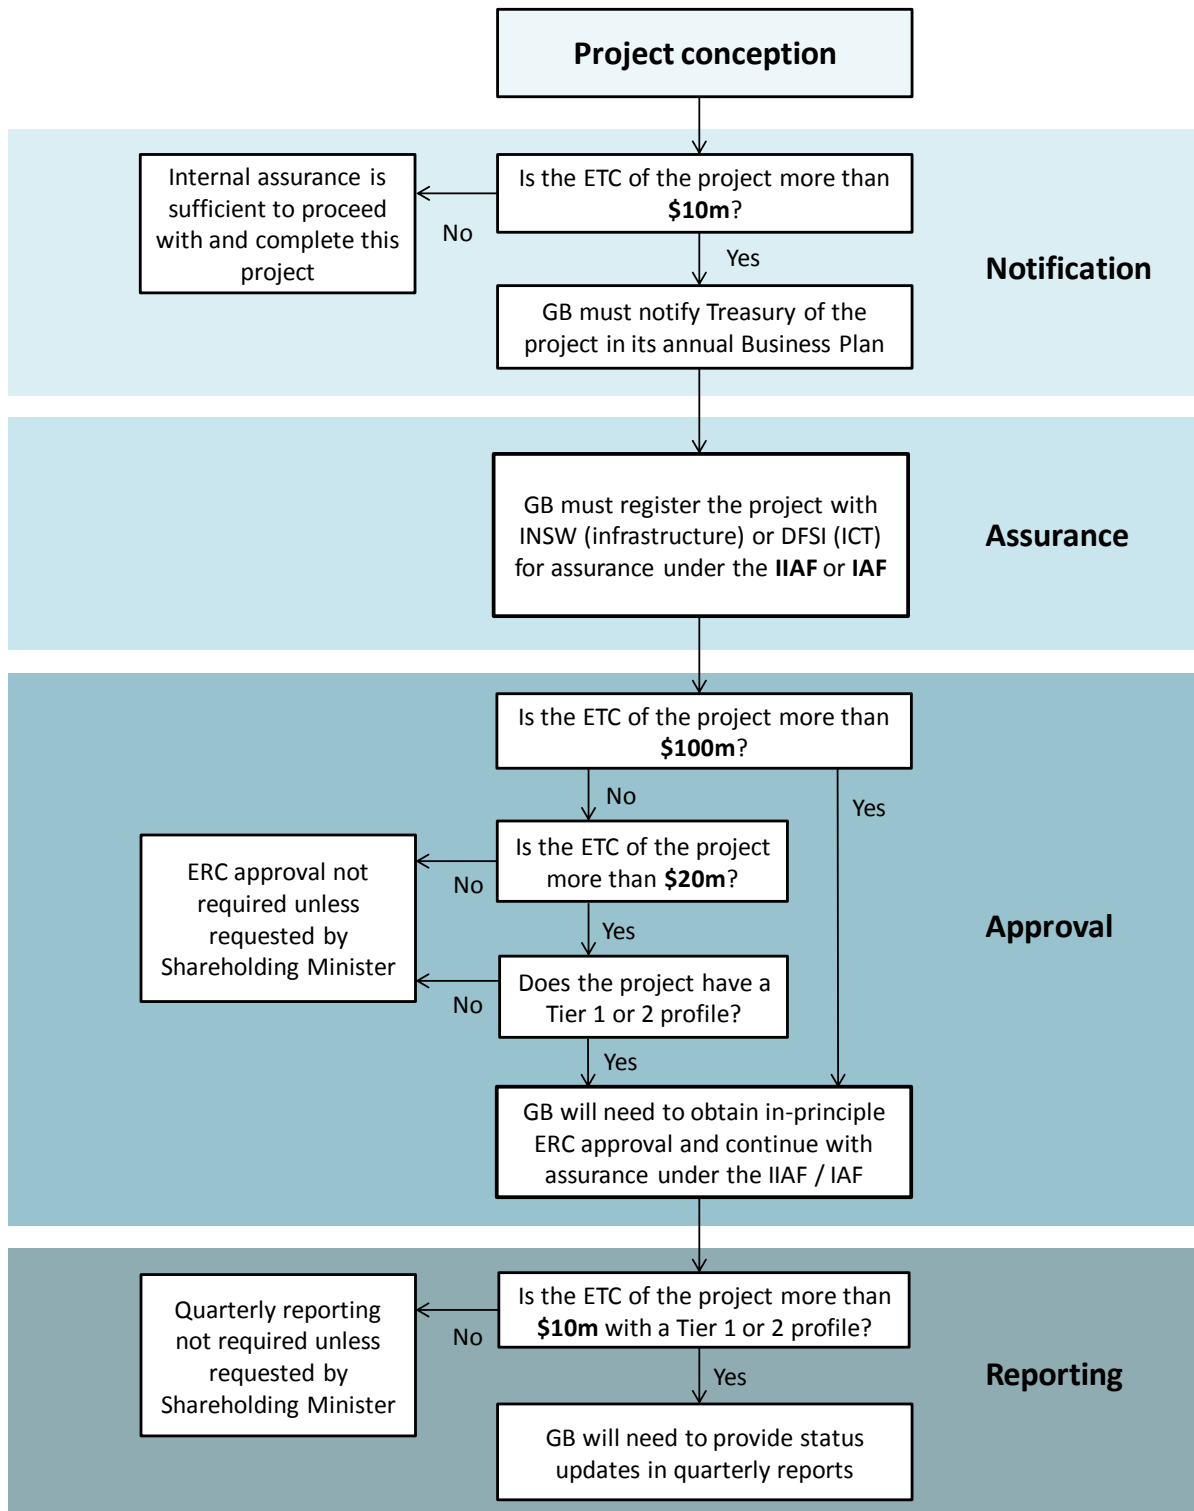 Project conception
Is the ETC of the project more than
$10m?
No
Yes
Internal assurance is
sufficient to proceed
with and complete this
project
Notification
GB must notify Treasury of the
project in its annual Business Plan
GB must register the project with
INSW (infrastructure) or DFSI (ICT)
for assurance under the IIAF or IAF
Assurance
Is the ETC of the project more than
$100m?
No
Yes
Is the ETC of the project
more than $20m?
No
Yes
ERC approval not
required unless
requested by
Shareholding Minister
Approval
Does the project have a
Tier 1 or 2 profile?
No
Yes
GB will need to obtain in-principle
ERC approval and continue with
assurance under the IIAF / IAF
Is the ETC of the project more than
$10m with a Tier 1 or 2 profile?
No
Yes
Quarterly reporting
not required unless
requested by
Shareholding Minister
Reporting
GB will need to provide status
updates in quarterly reports